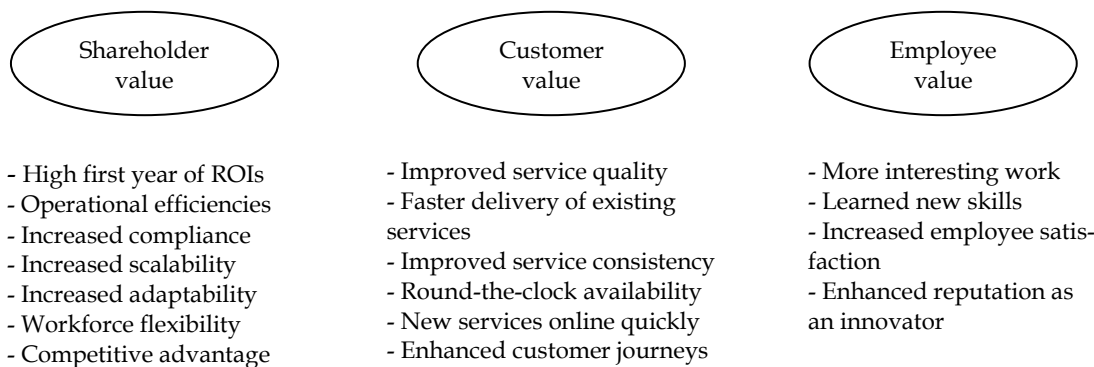 Shareholder
value
- High first year of ROIs
- Operational efficiencies
- Increased compliance
- Increased scalability
- Increased adaptability
- Workforce flexibility
- Competitive advantage
Customer
value
- Improved service quality
- Faster delivery of existing
services
- Improved service consistency
- Round-the-clock availability
- New services online quickly
- Enhanced customer journeys
Employee
value
- More interesting work
- Learned new skills
- Increased employee satis-
faction
- Enhanced reputation as
an innovator